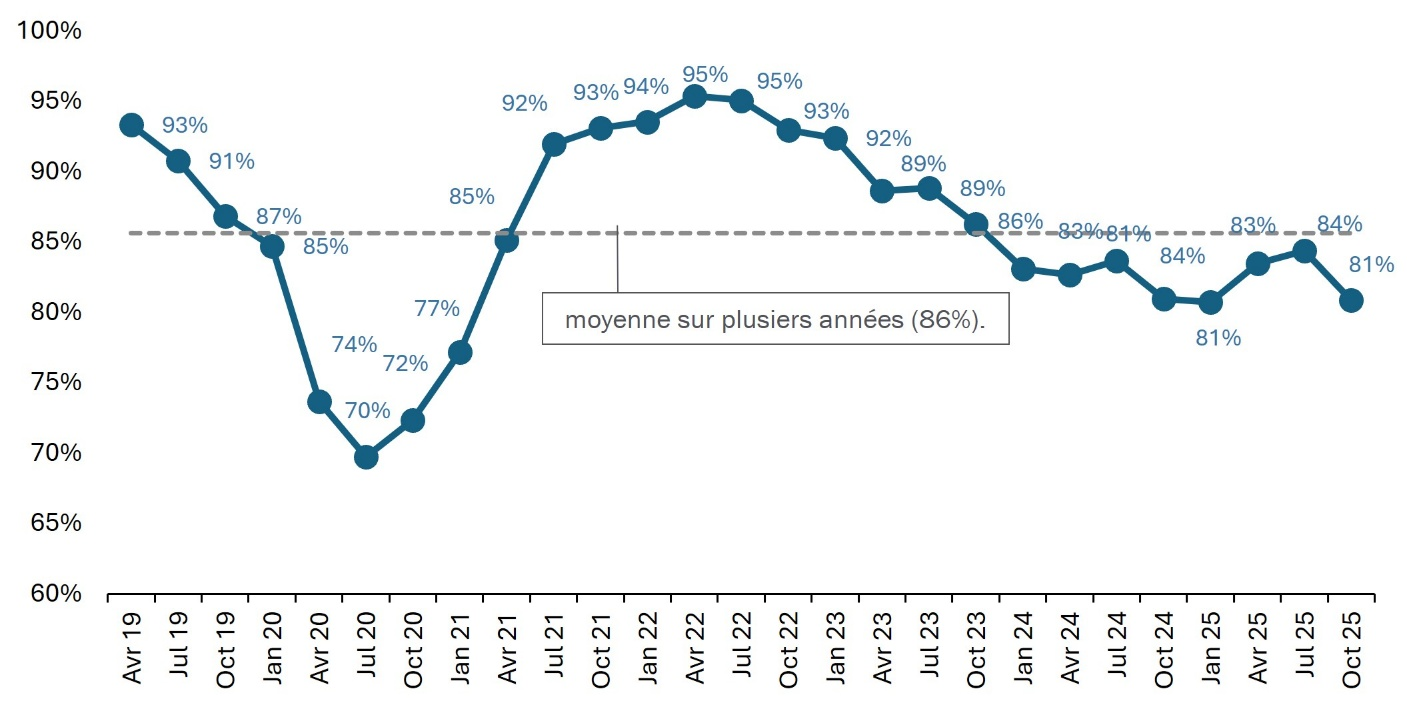 100%
95%
90%
85%
80%
75%
70%
65%
60%
93%
91%
87%
85%
74%
70%
72%
77%
85%
92%
93%
94%
95%
95%
93%
92%
89%
89%
86%
83%
81%
84%
81%
83%
84%
81%
moyenne sur plusiers années (86%).
Avr 19
Jul 19
Oct 19
Jan 20
Avr 20
Jul 20
Oct 20
Jan 21
Avr 21
Jul 21
Oct 21
Jan 22
Avr 22
Jul 22
Oct 22
Jan 23
Avr 23
Jul 23
Oct 23
Jan 24
Avr 24
Jul 24
Oct 24
Jan 25
Avr 25
Jul 25
Oct 25